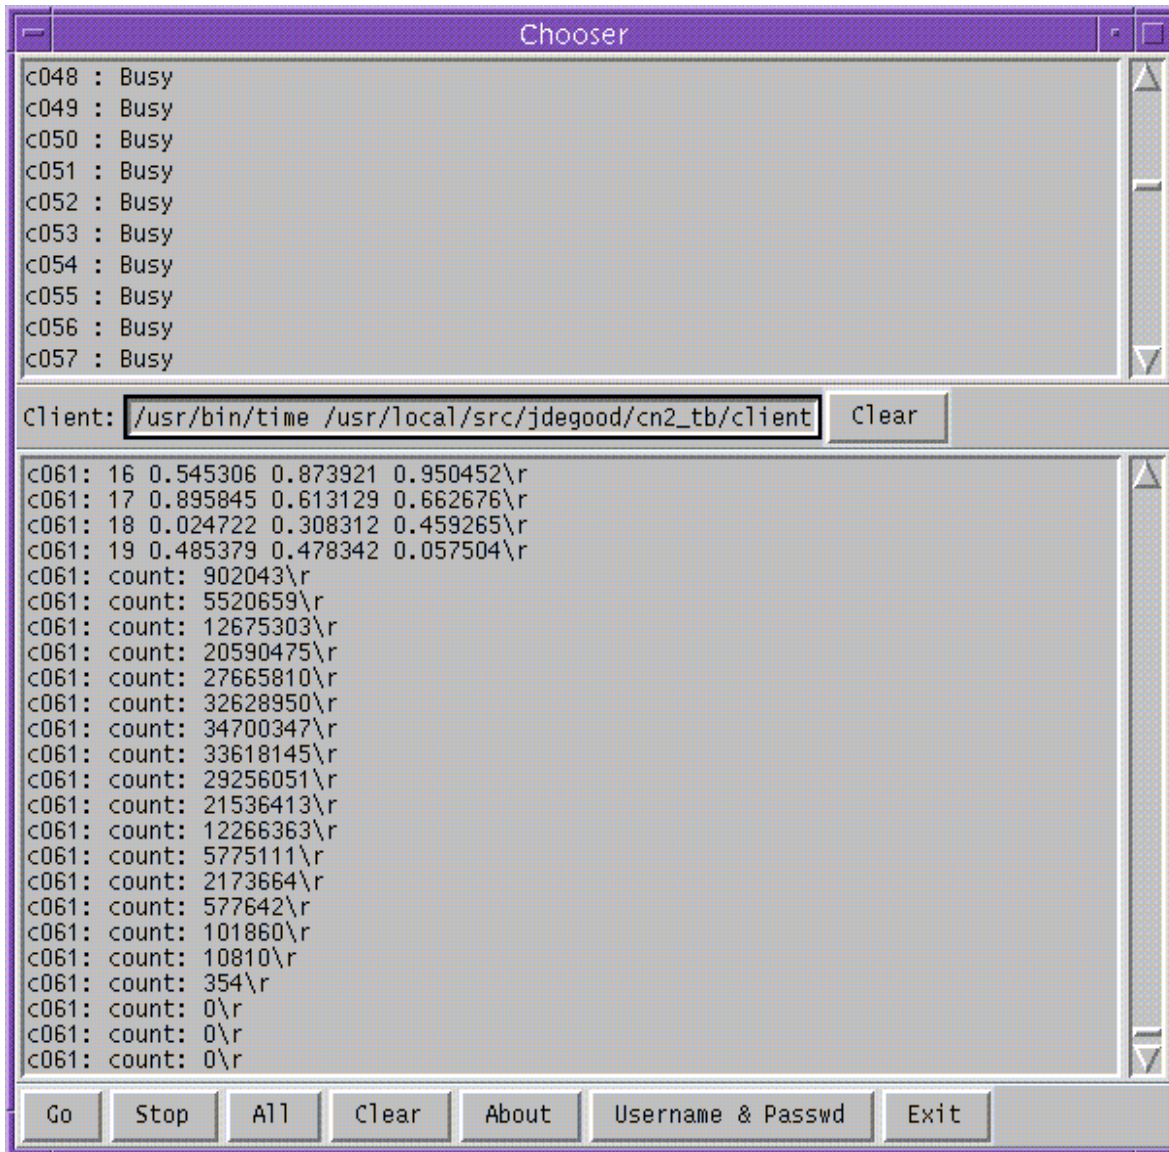 Chooser
c048 : Busy
c049 : Busy
c050 : Busy
c051 : Busy
c052 : Busy
c053 : Busy
c054 : Busy
c055 : Busy
c056 : Busy
c057 : Busy
Client: /usr/bin/time /usr/local/src/jdegood/cn2_tb/client Clear
c061: 16 0.545306 0.873921 0.950452\r
c061: 17 0.895845 0.613129 0.662676\r
c061: 18 0.024722 0.308312 0.459265\r
c061: 19 0.485379 0.478342 0.057504\r
c061: count: 902043\r
c061: count: 5520659\r
c061: count: 12675303\r
c061: count: 20590475\r
c061: count: 27665810\r
c061: count: 32628950\r
c061: count: 34700347\r
c061: count: 33618145\r
c061: count: 29256051\r
c061: count: 21536413\r
c061: count: 12266363\r
c061: count: 5775111\r
c061: count: 2173664\r
c061: count: 577642\r
c061: count: 101860\r
c061: count: 10810\r
c061: count: 354\r
c061: count: 0\r
c061: count: 0\r
c061: count: 0\r
Go Stop All Clear About Username & Passwd Exit